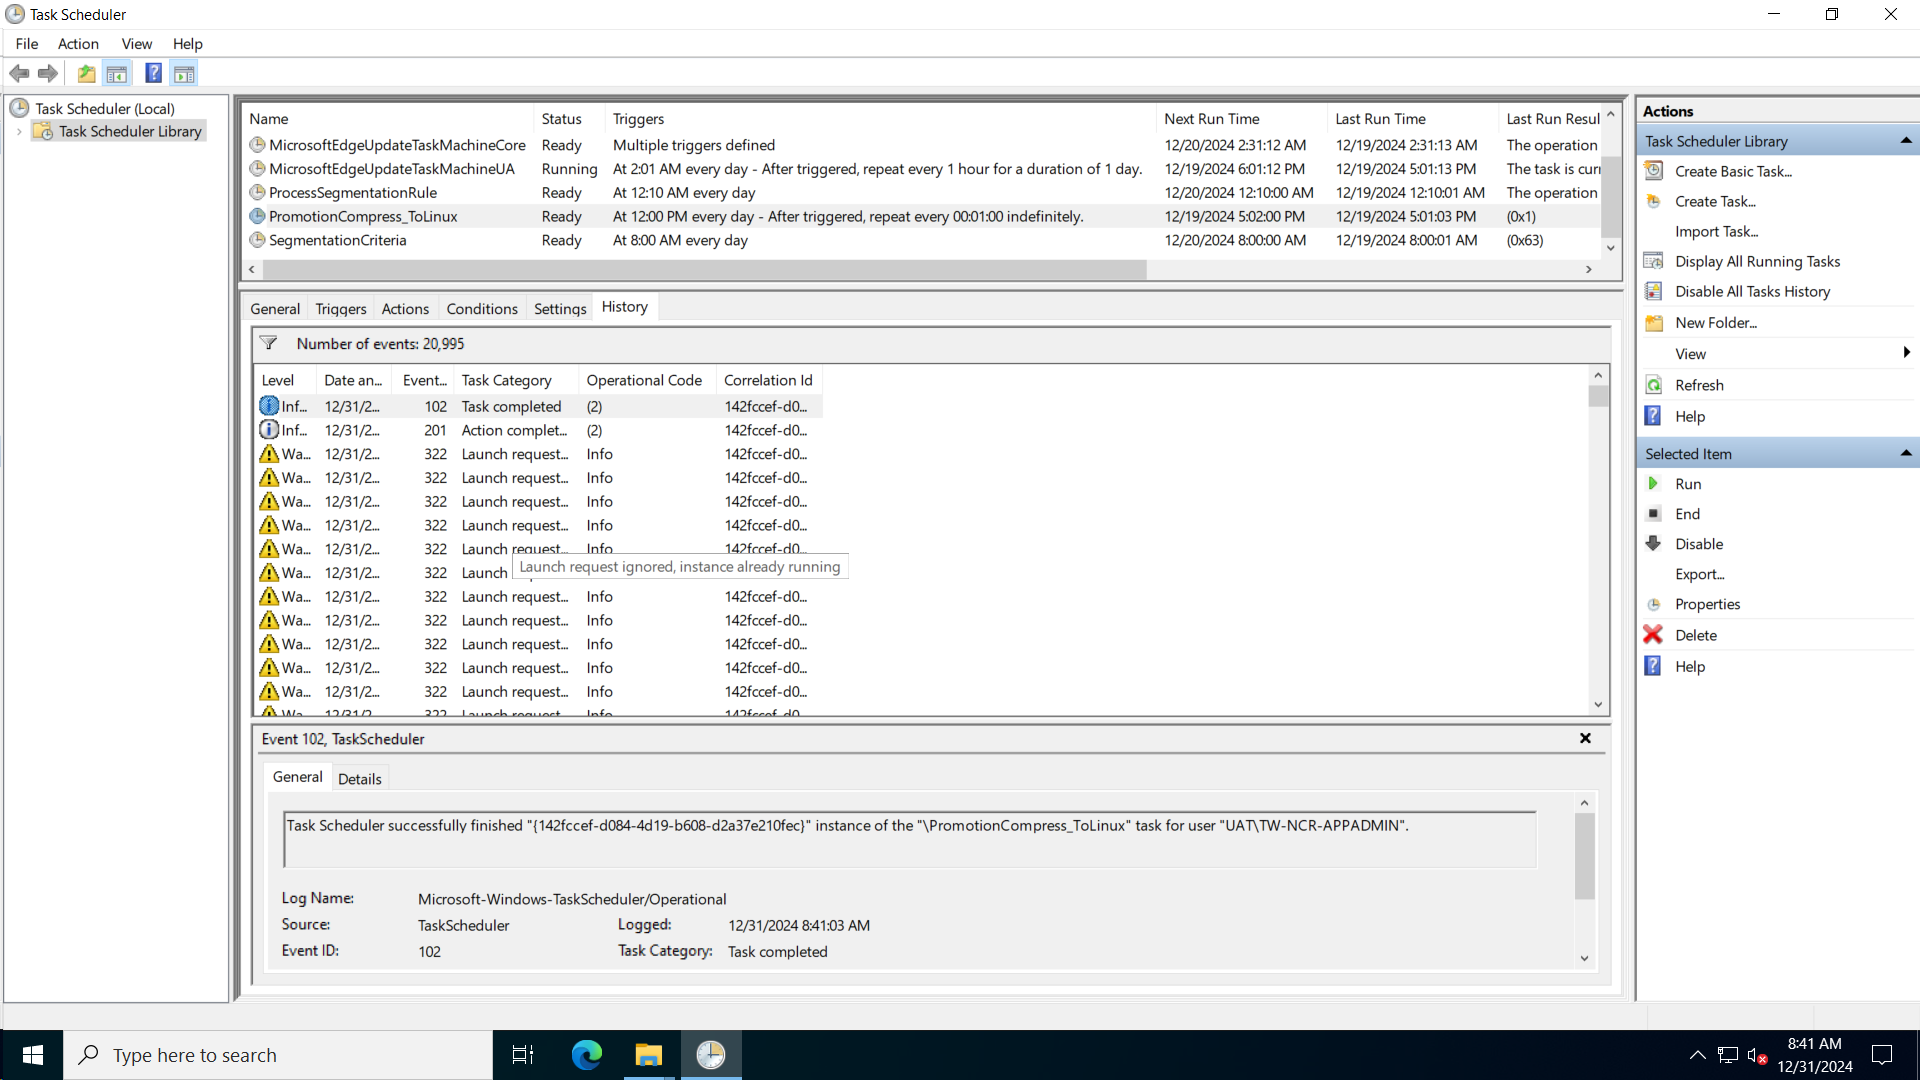 Task Scheduler
File Action View Help
Task Scheduler (Local)
Task Scheduler Library
Name Status Triggers Next Run Time Last Run Time Last Run Resul
MicrosoftEdgeUpdateTaskMachineCore Ready Multiple triggers defined 12/20/2024 2:31:12 AM 12/19/2024 2:31:13 AM The operation
MicrosoftEdgeUpdateTaskMachineUA Running At 2:01 AM every day - After triggered, repeat every 1 hour for a duration of 1 day. 12/19/2024 6:01:12 PM 12/19/2024 5:01:13 PM The task is curr
ProcessSegmentationRule Ready At 12:10 AM every day 12/20/2024 12:10:00 AM 12/19/2024 12:10:01 AM The operation
PromotionCompress_ToLinux Ready At 12:00 PM every day - After triggered, repeat every 00:01:00 indefinitely. 12/19/2024 5:02:00 PM 12/19/2024 5:01:03 PM (0x1)
SegmentationCriteria Ready At 8:00 AM every day 12/20/2024 8:00:00 AM 12/19/2024 8:00:01 AM (0x63)
General Triggers Actions Conditions Settings History
Number of events: 20,995
Level Date an... Event... Task Category Operational Code Correlation Id
Inf... 12/31/2... 102 Task completed (2) 142fccef-d0...
Inf... 12/31/2... 201 Action complet... (2) 142fccef-d0...
Wa... 12/31/2... 322 Launch request... Info 142fccef-d0...
Wa... 12/31/2... 322 Launch request... Info 142fccef-d0...
Wa... 12/31/2... 322 Launch request... Info 142fccef-d0...
Wa... 12/31/2... 322 Launch request... Info 142fccef-d0...
Wa... 12/31/2... 322 Launch request... Info 142fccef-d0...
Wa... 12/31/2... 322 Launch
Launch request ignored, instance already running
Wa... 12/31/2... 322 Launch request... Info 142fccef-d0...
Wa... 12/31/2... 322 Launch request... Info 142fccef-d0...
Wa... 12/31/2... 322 Launch request... Info 142fccef-d0...
Wa... 12/31/2... 322 Launch request... Info 142fccef-d0...
Wa... 12/31/2... 322 Launch request... Info 142fccef-d0...
Wa... 12/31/2... 322 Launch request... Info 142fccef-d0...
Event 102, TaskScheduler
General Details
Task Scheduler successfully finished "{142fccef-d084-4d19-b608-d2a37e210fec}" instance of the "\PromotionCompress_ToLinux" task for user "UAT\TW-NCR-APPADMIN".
Log Name: Microsoft-Windows-TaskScheduler/Operational
Source: TaskScheduler Logged: 12/31/2024 8:41:03 AM
Event ID: 102 Task Category: Task completed
Actions
Task Scheduler Library
Create Basic Task...
Create Task...
Import Task...
Display All Running Tasks
Disable All Tasks History
New Folder...
View
Refresh
Help
Selected Item
Run
End
Disable
Export...
Properties
Delete
Help
Type here to search
8:41 AM
12/31/2024